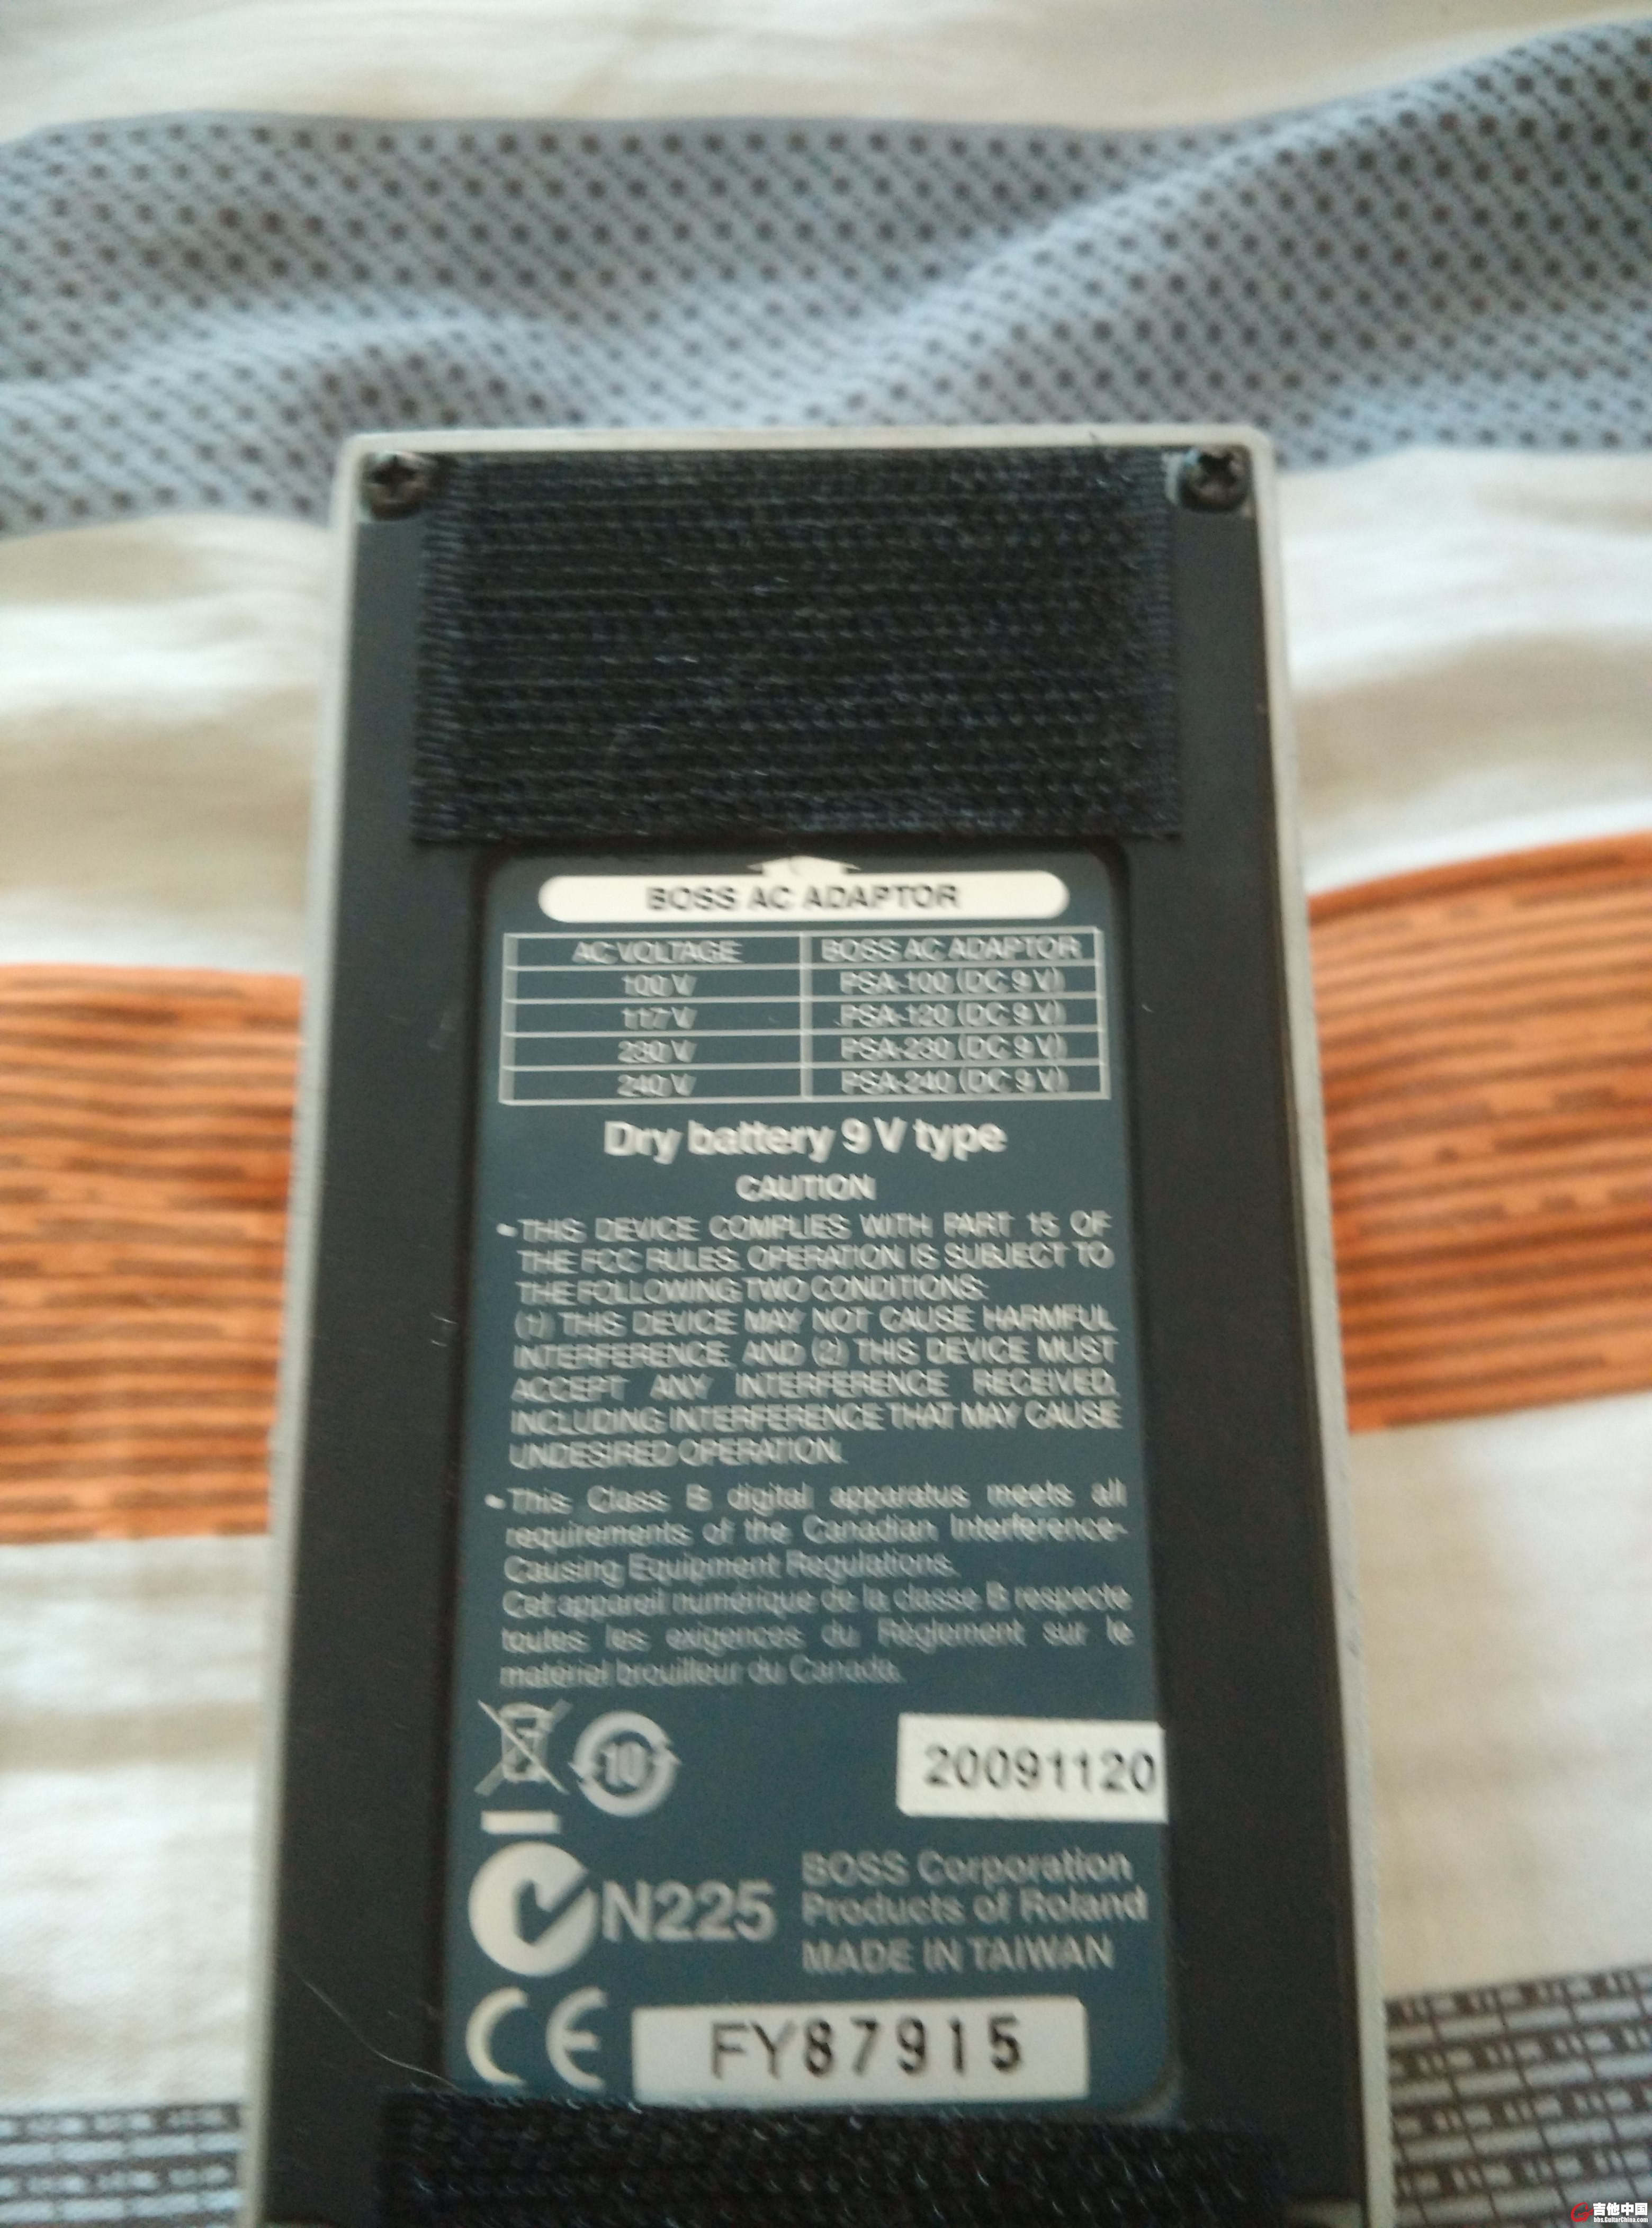 BOSS AC ADAPTOR
AC VOLTAGE BOSS AC ADAPTOR
100 V PSA-100 (DC 9 V)
117 V PSA-120 (DC 9 V)
230 V PSA-230 (DC 9 V)
240 V PSA-240 (DC 9 V)
Dry battery 9 V type
CAUTION
• THIS DEVICE COMPLIES WITH PART 15 OF
THE FCC RULES. OPERATION IS SUBJECT TO
THE FOLLOWING TWO CONDITIONS:
(1) THIS DEVICE MAY NOT CAUSE HARMFUL
INTERFERENCE, AND (2) THIS DEVICE MUST
ACCEPT ANY INTERFERENCE RECEIVED,
INCLUDING INTERFERENCE THAT MAY CAUSE
UNDESIRED OPERATION.
• This Class B digital apparatus meets all
requirements of the Canadian Interference-
Causing Equipment Regulations.
Cet appareil numérique de la classe B respecte
toutes les exigences du Règlement sur le
matériel brouilleur du Canada.
10
20091120
N225
BOSS Corporation
Products of Roland
MADE IN TAIWAN
CE
FY87915
吉他中国
bbs.GuitarChina.com